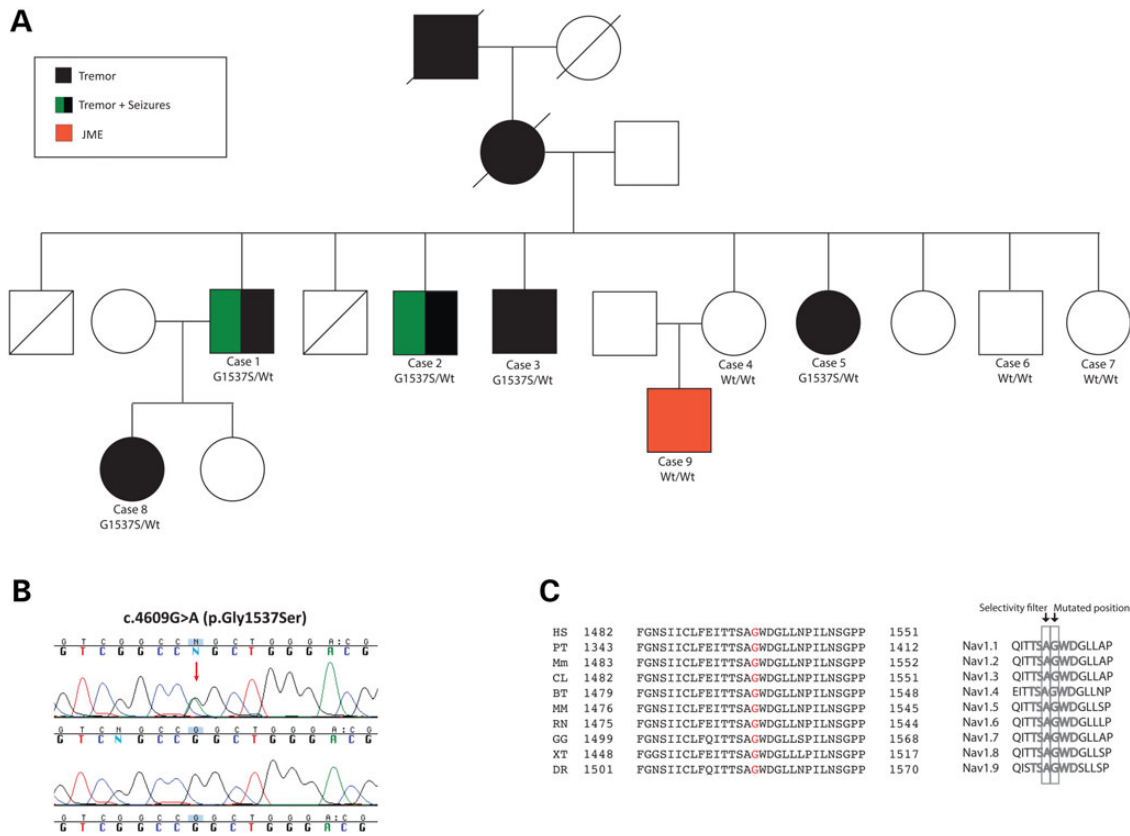 A
Tremor
Tremor + Seizures
JME
Case 1
G1537S/Wt
Case 2
G1537S/Wt
Case 3
G1537S/Wt
Case 4
Wt/Wt
Case 5
G1537S/Wt
Case 6
Wt/Wt
Case 7
Wt/Wt
Case 9
Wt/Wt
Case 8
G1537S/Wt
B
c.4609G>A (p.Gly1537Ser)
G T C G G C C N G C T G G G A : C G
G T C G G C C N G C T G G G A C G
G T C N G C C G G C T G G G A C G
G T C N G C C G G C T G G G A C G
G T C G G C C G G C T G G G A C G
G T C G G C C G G C T G G G A C G
C
HS 1482 FGNSIICLFEITTSAGWDGLLNPILNSGPP 1551
PT 1343 FGNSIICLFEITTSAGWDGLLNPILNSGPP 1412
Mm 1483 FGNSIICLFEITTSAGWDGLLNPILNSGPP 1552
CL 1482 FGNSIICLFEITTSAGWDGLLNPILNSGPP 1551
BT 1479 FGNSIICLFEITTSAGWDGLLNPILNSGPP 1548
MM 1476 FGNSIICLFEITTSAGWDGLLNPILNSGPP 1545
RN 1475 FGNSIICLFEITTSAGWDGLLNPILNSGPP 1544
GG 1499 FGNSIICLFQITTSAGWDGLLSPILNSGPP 1568
XT 1448 FGGSIICLFEITTSAGWDGLLLPILNSGPP 1517
DR 1501 FGNSIICLFQITTSAGWDGLLNPILNSGPP 1570
Selectivity filter Mutated position
Nav1.1 QITTSAGWDGLLAP
Nav1.2 QITTSAGWDGLLAP
Nav1.3 QITTSAGWDGLLAP
Nav1.4 EITTSAGWDGLLNP
Nav1.5 QITTSAGWDGLLSP
Nav1.6 QITTSAGWDGLLLP
Nav1.7 QITTSAGWDGLLAP
Nav1.8 QITTSAGWDGLLSP
Nav1.9 QISTSAGWDSLLSP